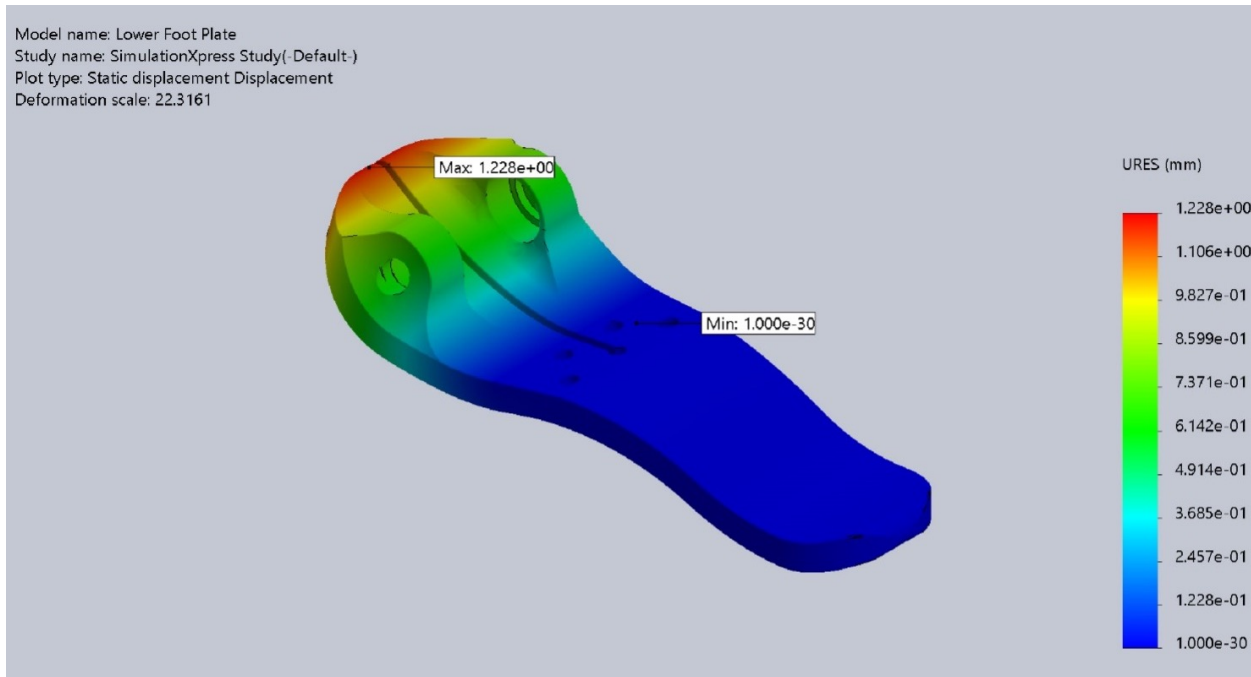 Model name: Lower Foot Plate
Study name: SimulationXpress Study(-Default-)
Plot type: Static displacement Displacement
Deformation scale: 22.3161
Max: 1.228e+00
Min: 1.000e-30
URES (mm)
1.228e+00
1.106e+00
9.827e-01
8.599e-01
7.371e-01
6.142e-01
4.914e-01
3.685e-01
2.457e-01
1.228e-01
1.000e-30